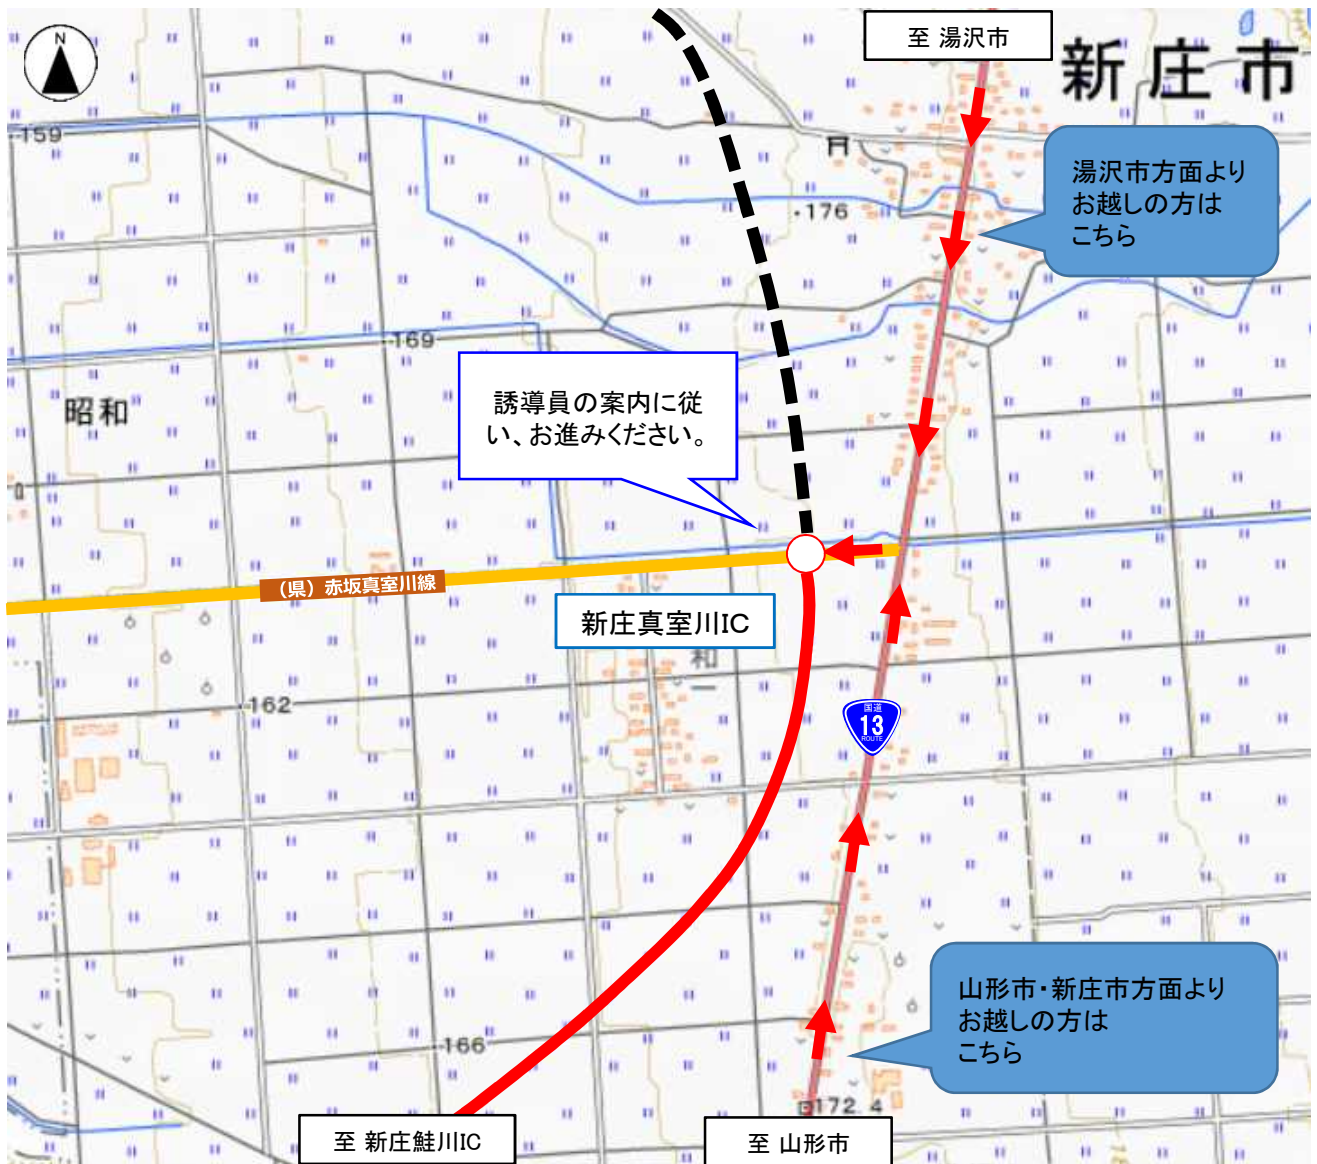 N
至 湯沢市
新庄市
159
湯沢市方面より
お越しの方は
こちら
176
169
誘導員の案内に従
い、お進みください。
昭和
(県) 赤坂真室川線
新庄真室川IC
和
162
国道
13
ROUTE
山形市・新庄市方面より
お越しの方は
こちら
166
172.4
至 新庄鮭川IC
至 山形市